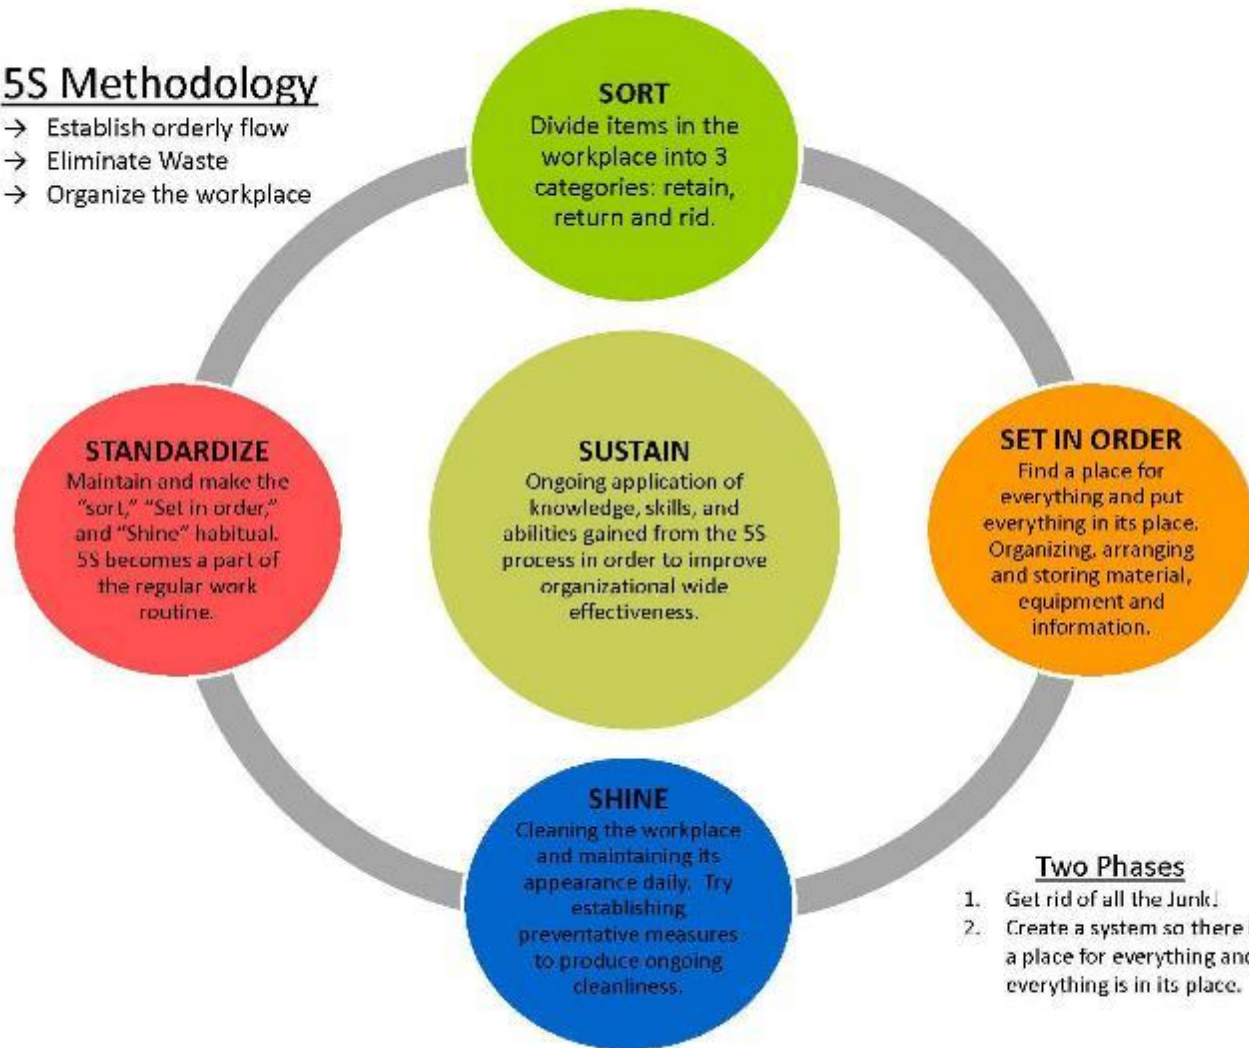 5S Methodology
→ Establish orderly flow
→ Eliminate Waste
→ Organize the workplace
SORT
Divide items in the
workplace into 3
categories: retain,
return and rid.
SET IN ORDER
Find a place for
everything and put
everything in its place.
Organizing, arranging
and storing material,
equipment and
information.
SHINE
Cleaning the workplace
and maintaining its
appearance daily. Try
establishing
preventative measures
to produce ongoing
cleanliness.
STANDARDIZE
Maintain and make the
“sort,” “Set in order,”
and “Shine” habitual.
5S becomes a part of
the regular work
routine.
SUSTAIN
Ongoing application of
knowledge, skills, and
abilities gained from the 5S
process in order to improve
organizational wide
effectiveness.
Two Phases
1. Get rid of all the Junk!
2. Create a system so there
a place for everything and
everything is in its place.